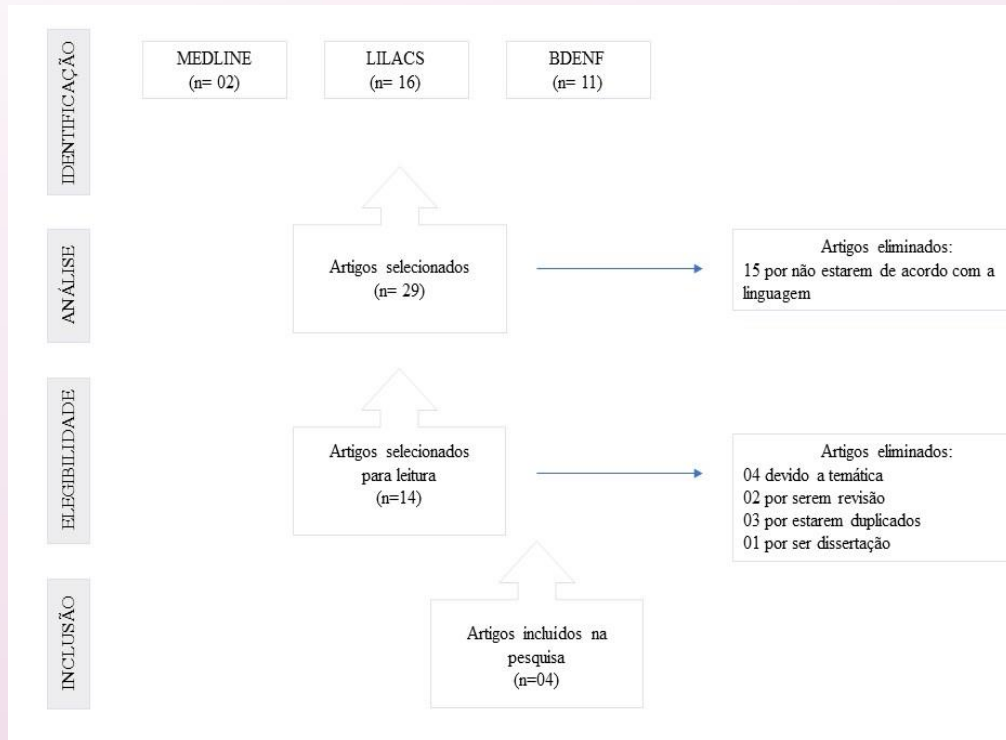 IDENTIFICAÇÃO
MEDLINE
(n= 02)
LILACS
(n= 16)
BDENF
(n= 11)
ANÁLISE
Artigos selecionados
(n= 29)
Artigos eliminados:
15 por não estarem de acordo com a
linguagem
ELEGIBILIDADE
Artigos selecionados
para leitura
(n=14)
Artigos eliminados:
04 devido a temática
02 por serem revisão
03 por estarem duplicados
01 por ser dissertação
INCLUSÃO
Artigos incluidos na
pesquisa
(n=04)